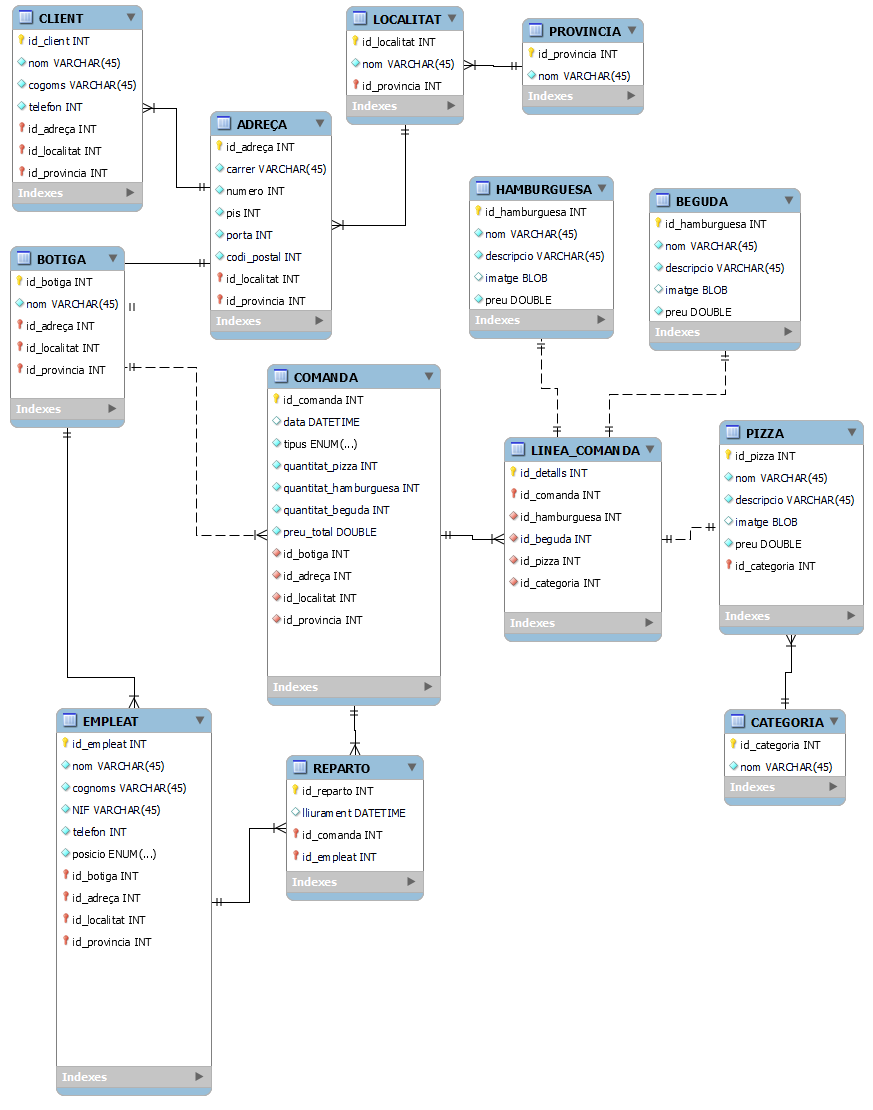 CLIENT
id_client INT
nom VARCHAR(45)
cogoms VARCHAR(45)
telefon INT
id_adreça INT
id_localitat INT
id_provincia INT
Indexes
LOCALITAT
id_localitat INT
nom VARCHAR(45)
id_provincia INT
Indexes
PROVINCIA
id_provincia INT
nom VARCHAR(45)
Indexes
ADREÇA
id_adreça INT
carrer VARCHAR(45)
numero INT
pis INT
porta INT
codi_postal INT
id_localitat INT
id_provincia INT
Indexes
HAMBURGUESA
id_hamburguesa INT
nom VARCHAR(45)
descripcio VARCHAR(45)
imatge BLOB
preu DOUBLE
Indexes
BEGUDA
id_hamburguesa INT
nom VARCHAR(45)
descripcio VARCHAR(45)
imatge BLOB
preu DOUBLE
Indexes
BOTIGA
id_botiga INT
nom VARCHAR(45)
id_adreça INT
id_localitat INT
id_provincia INT
Indexes
COMANDA
id_comanda INT
data DATETIME
tipus ENUM(...)
quantitat_pizza INT
quantitat_hamburguesa INT
quantitat_beguda INT
preu_total DOUBLE
id_botiga INT
id_adreça INT
id_localitat INT
id_provincia INT
Indexes
LINEA_COMANDA
id_detalls INT
id_comanda INT
id_hamburguesa INT
id_beguda INT
id_pizza INT
id_categoria INT
Indexes
PIZZA
id_pizza INT
nom VARCHAR(45)
descripcio VARCHAR(45)
imatge BLOB
preu DOUBLE
id_categoria INT
Indexes
EMPLEAT
id_empleat INT
nom VARCHAR(45)
cognoms VARCHAR(45)
NIF VARCHAR(45)
telefon INT
posicio ENUM(...)
id_botiga INT
id_adreça INT
id_localitat INT
id_provincia INT
Indexes
REPARTO
id_reparto INT
lliurament DATETIME
id_comanda INT
id_empleat INT
Indexes
CATEGORIA
id_categoria INT
nom VARCHAR(45)
Indexes